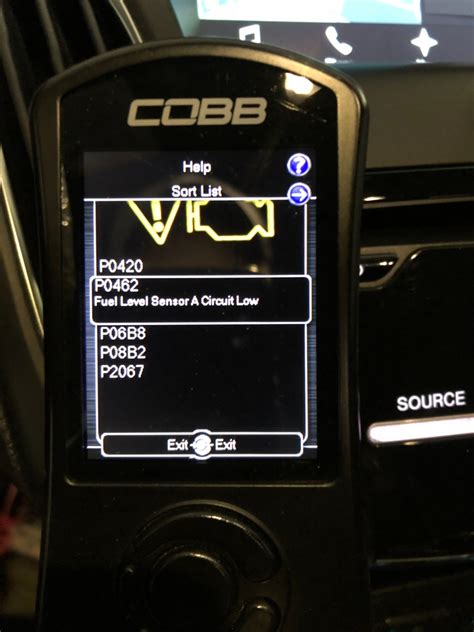 COBB
Help
?
Sort List
P0420
P0462
Fuel Level Sensor A Circuit Low
P06B8
P08B2
P2067
Exit Exit
SOURCE